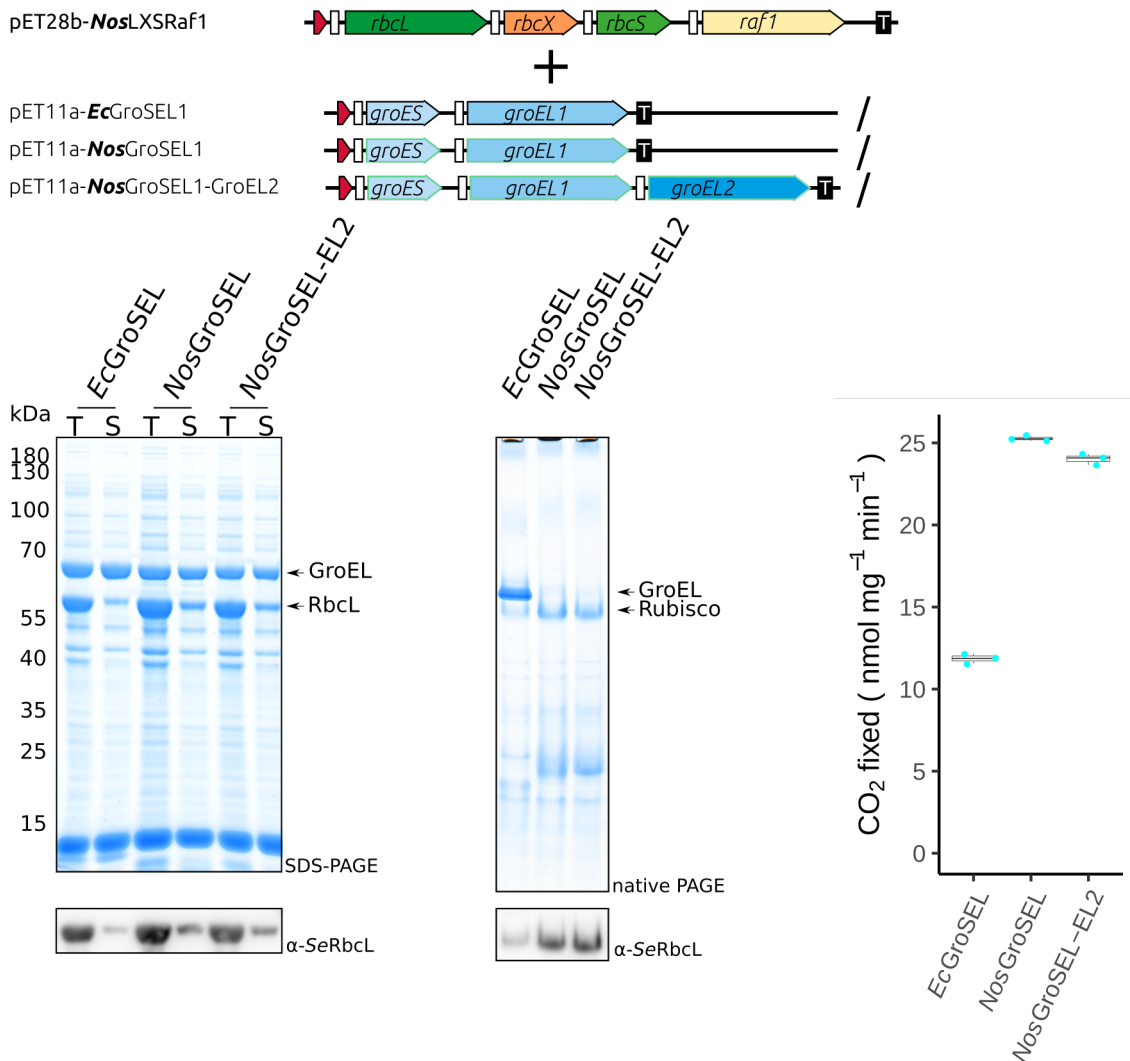 pET28b-NosLXSRaf1
rbcL rbcX rbcS raf1 T
+
pET11a-EcGroSEL1 groES groEL1 T /
pET11a-NosGroSEL1 groES groEL1 T /
pET11a-NosGroSEL1-GroEL2 groES groEL1 groEL2 T /
EcGroSEL NosGroSEL NosGroSEL-EL2
kDa T S T S T S
180
130
100
70
55
40
35
25
15
GroEL
RbcL
SDS-PAGE
α-SeRbcL
EcGroSEL NosGroSEL NosGroSEL-EL2
GroEL
Rubisco
native PAGE
α-SeRbcL
CO₂ fixed ( nmol mg⁻¹ min⁻¹ )
25
20
15
10
5
0
EcGroSEL NosGroSEL NosGroSEL−EL2